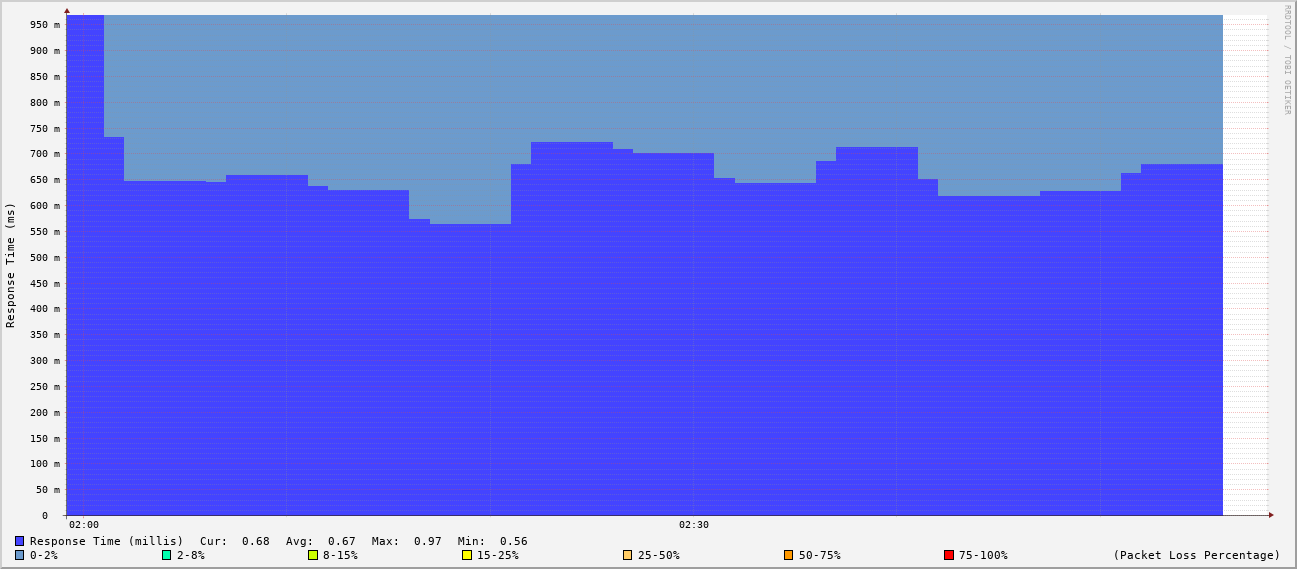 RRDTOOL / TOBI OETIKER
Response Time (ms)
950 m
900 m
850 m
800 m
750 m
700 m
650 m
600 m
550 m
500 m
450 m
400 m
350 m
300 m
250 m
200 m
150 m
100 m
50 m
0
02:00 02:30
Response Time (millis) Cur: 0.68 Avg: 0.67 Max: 0.97 Min: 0.56
0-2% 2-8% 8-15% 15-25% 25-50% 50-75% 75-100% (Packet Loss Percentage)